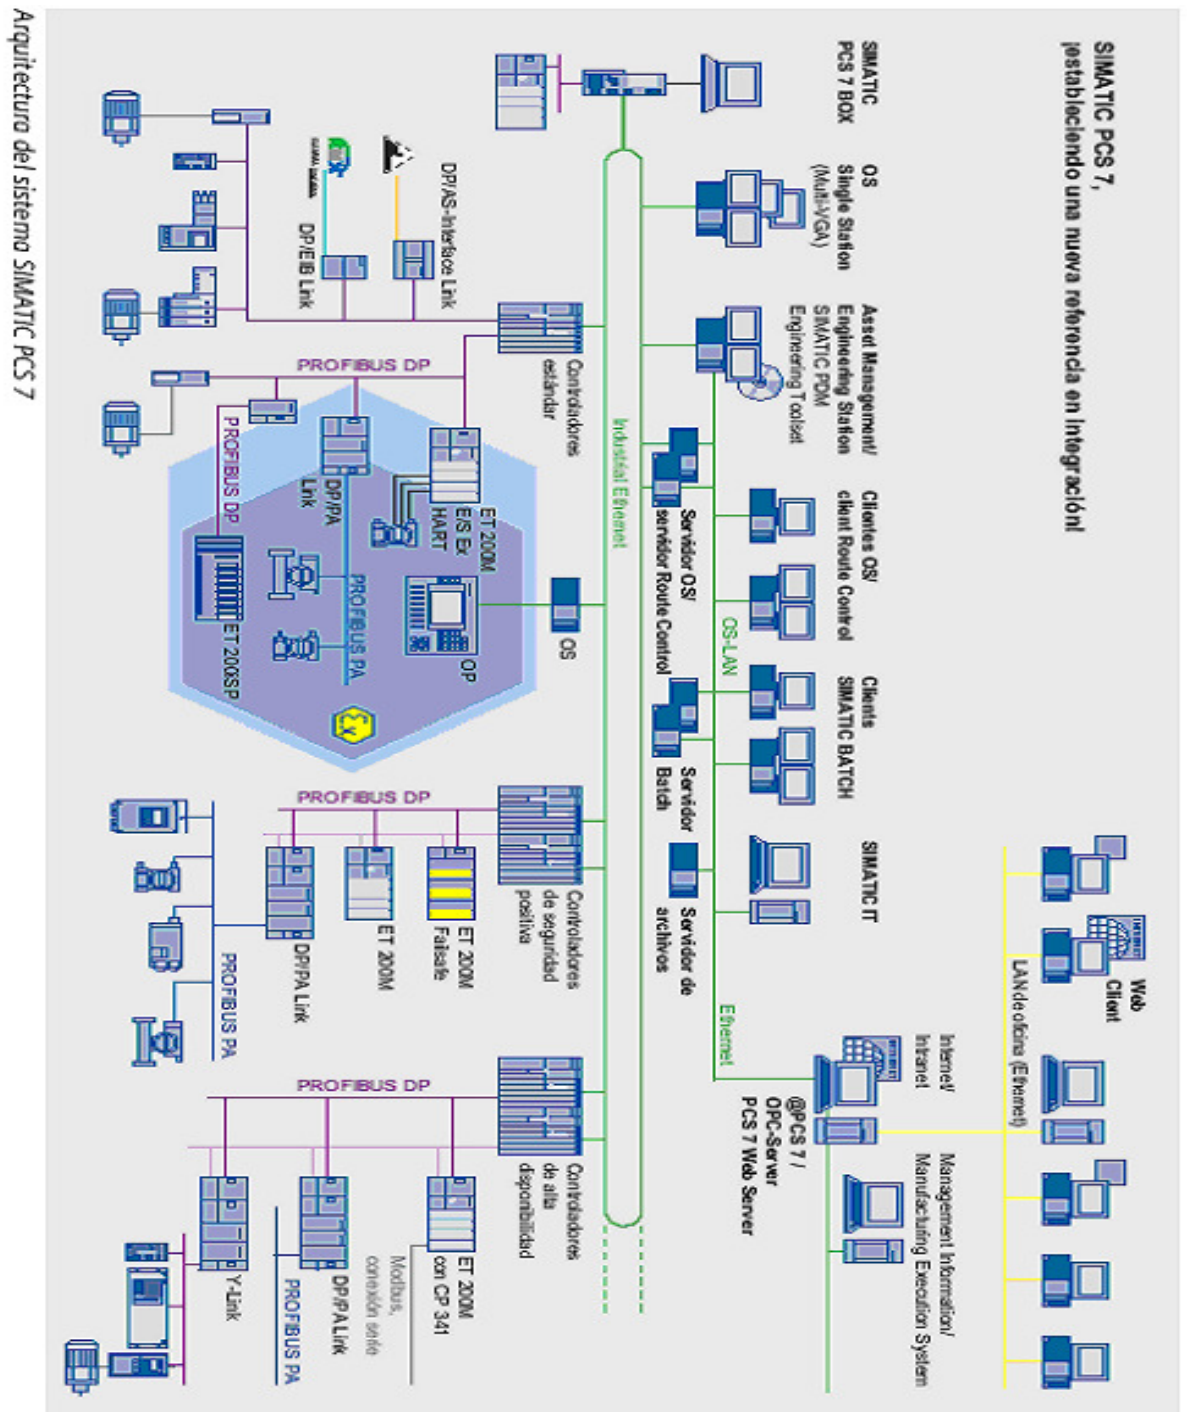 SIMATIC PCS 7,
¡estableciendo una nueva referencia en integración!
Web
Client
LAN de oficina (Ethernet)
Internet/
Intranet
Management Information/
Manufacturing Execution System
SIMATIC
PCS 7 BOX
OS
Single Station
(Multi-VGA)
Asset Management/
Engineering Station
SIMATIC PDM
Engineering Toolset
Clientes OS/
client Route Control
Clients
SIMATIC BATCH
SIMATIC IT
@PCS 7 /
OPC-Server
PCS 7 Web Server
OS-LAN
Ethernet
Servidor OS/
servidor Route Control
Servidor
Batch
Servidor de
archivos
Industrial Ethernet
Controladores
estándar
OS
Controladores
de seguridad
positiva
Controladores
de alta
disponibilidad
DP/AS-Interface Link
DP/EIB Link
PROFIBUS DP
ET 200M
E/S Ex
HART
OP
DP/PA
Link
PROFIBUS PA
Ex
PROFIBUS DP
ET 200iSP
PROFIBUS DP
ET 200M
Failsafe
ET 200M
DP/PA Link
PROFIBUS PA
PROFIBUS DP
ET 200M
con CP 341
Modbus,
conexión serie
DP/PA Link
PROFIBUS PA
Y-Link
Arquitectura del sistema SIMATIC PCS 7